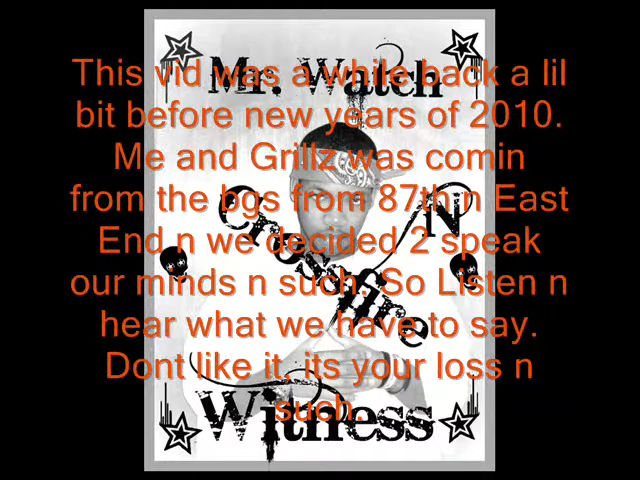 This vid was a while back a lil
bit before new years of 2010.
Me and Grillz was comin
from the bgs from 87th n East
End n we decided 2 speak
our minds n such. So Listen n
hear what we have to say.
Dont like it, its your loss n
such.
Mr. Watch
N
Crossfire
Witness